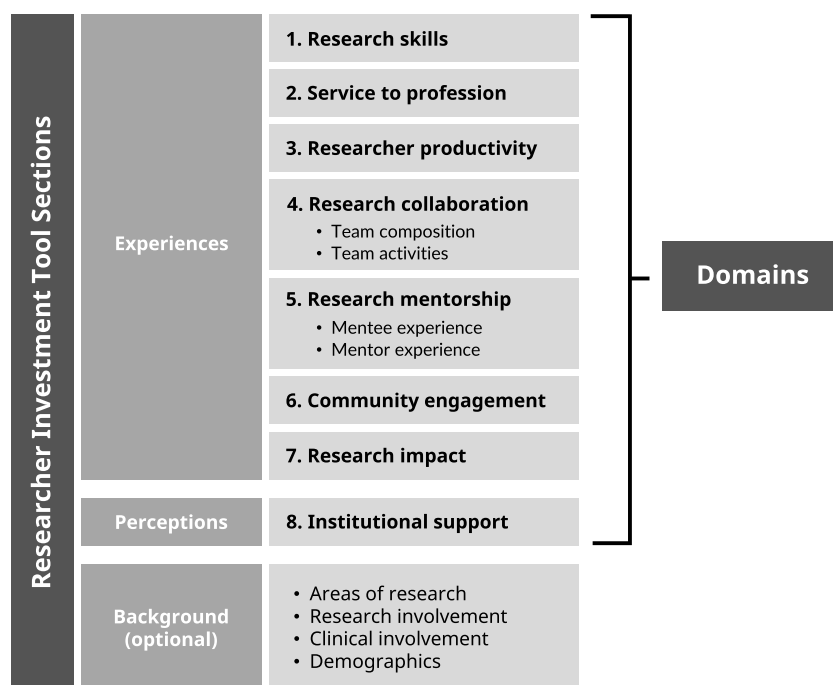 Researcher Investment Tool Sections
Experiences
1. Research skills
2. Service to profession
3. Researcher productivity
4. Research collaboration
• Team composition
• Team activities
5. Research mentorship
• Mentee experience
• Mentor experience
6. Community engagement
7. Research impact
Perceptions
8. Institutional support
Domains
Background
(optional)
• Areas of research
• Research involvement
• Clinical involvement
• Demographics